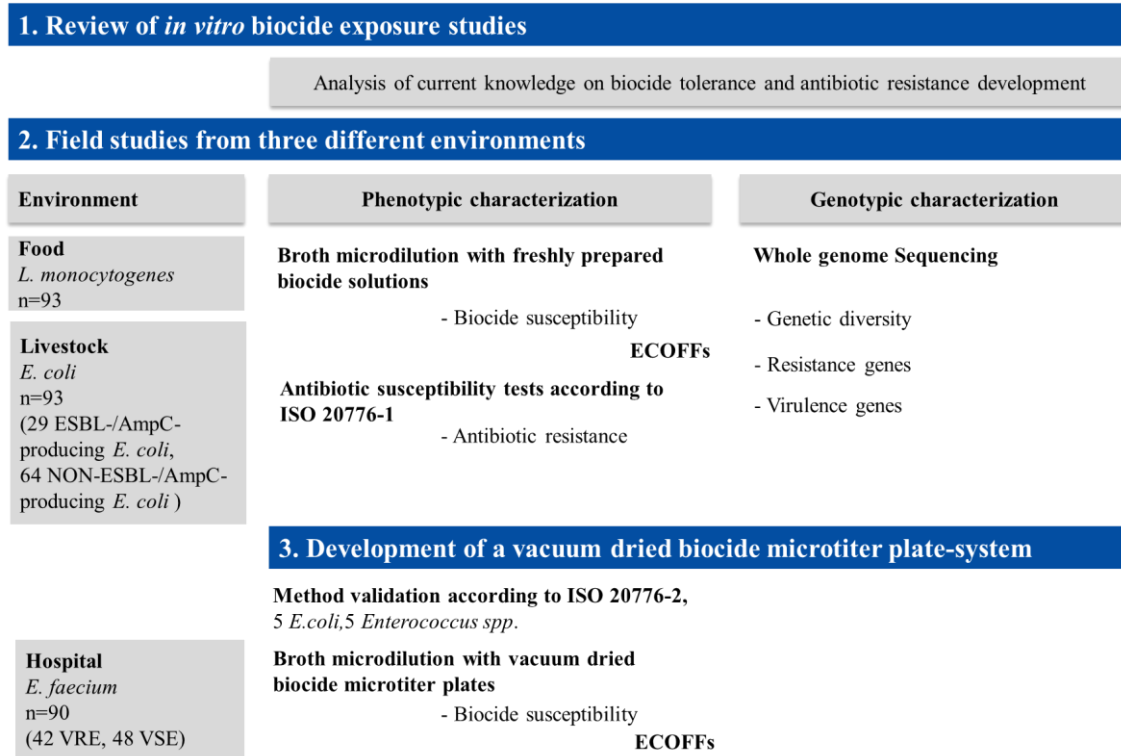 1. Review of in vitro biocide exposure studies
Analysis of current knowledge on biocide tolerance and antibiotic resistance development
2. Field studies from three different environments
Environment
Phenotypic characterization
Genotypic characterization
Food
L. monocytogenes
n=93
Livestock
E. coli
n=93
(29 ESBL-/AmpC-
producing E. coli,
64 NON-ESBL-/AmpC-
producing E. coli )
Broth microdilution with freshly prepared
biocide solutions
- Biocide susceptibility
ECOFFs
Antibiotic susceptibility tests according to
ISO 20776-1
- Antibiotic resistance
Whole genome Sequencing
- Genetic diversity
- Resistance genes
- Virulence genes
3. Development of a vacuum dried biocide microtiter plate-system
Method validation according to ISO 20776-2,
5 E.coli,5 Enterococcus spp.
Hospital
E. faecium
n=90
(42 VRE, 48 VSE)
Broth microdilution with vacuum dried
biocide microtiter plates
- Biocide susceptibility
ECOFFs